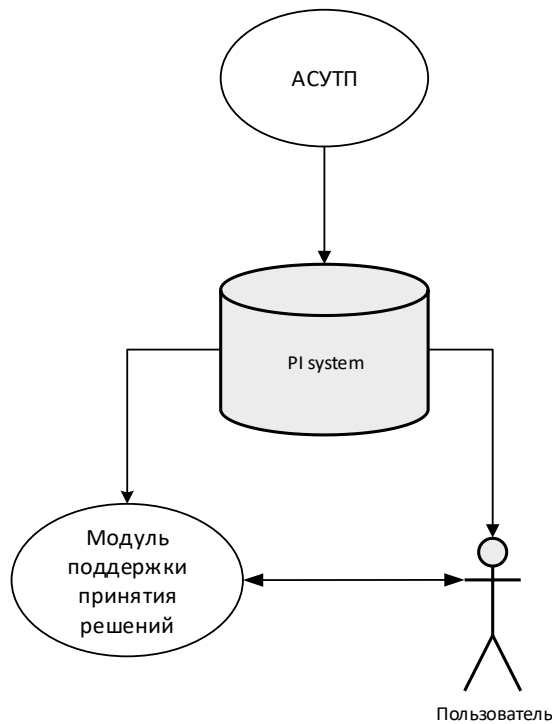 АСУТП
PI system
Модуль
поддержки
принятия
решений
Пользователь